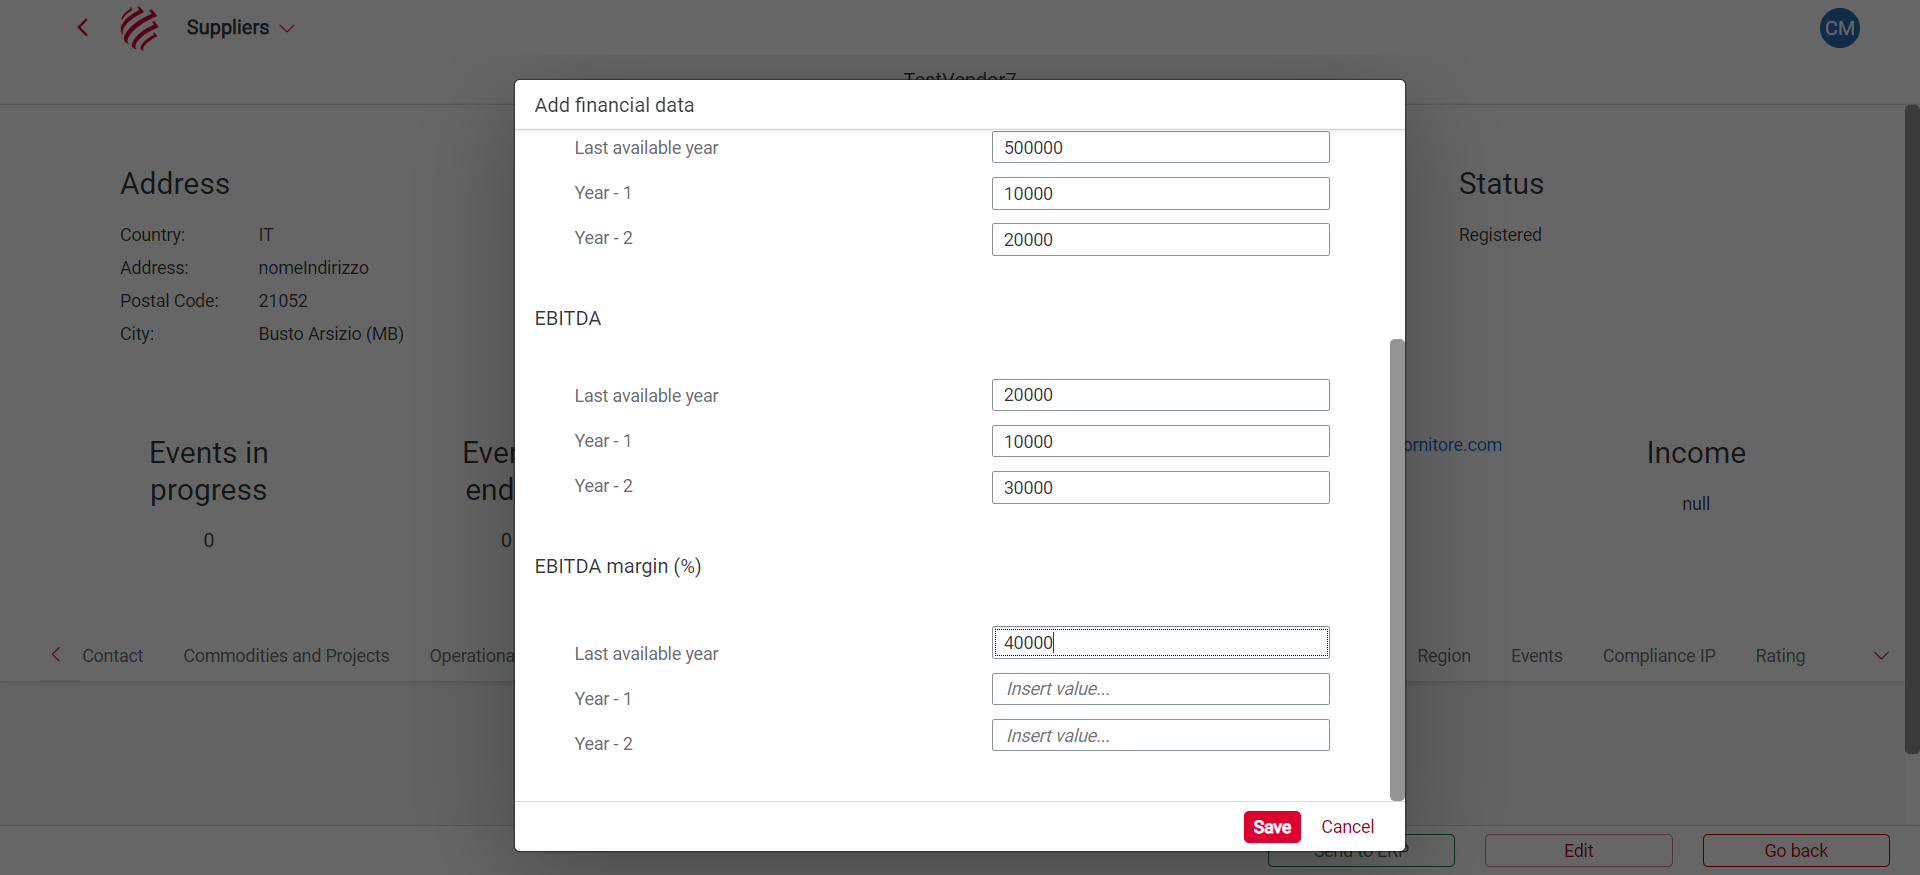 Suppliers
CM
TestVendor7
Add financial data
Last available year 500000
Year - 1 10000
Year - 2 20000
EBITDA
Last available year 20000
Year - 1 10000
Year - 2 30000
EBITDA margin (%)
Last available year 40000
Year - 1 Insert value...
Year - 2 Insert value...
Save Cancel
Address
Country: IT
Address: nomeIndirizzo
Postal Code: 21052
City: Busto Arsizio (MB)
Status
Registered
Events in
progress
0
0
ornitore.com
Income
null
Contact Commodities and Projects Operationa Region Events Compliance IP Rating
Send to ERP Edit Go back